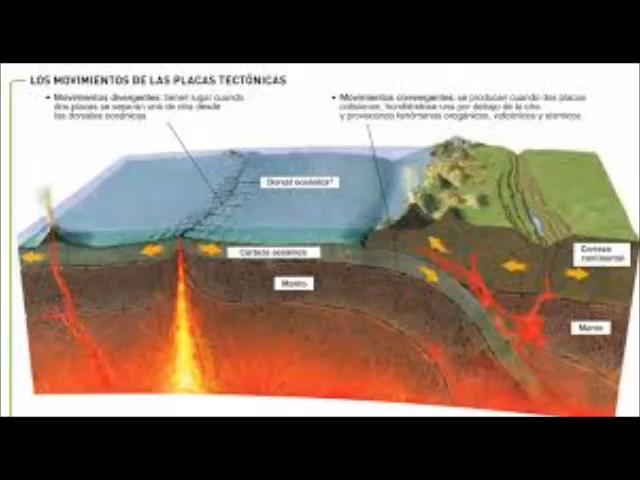 LOS MOVIMIENTOS DE LAS PLACAS TECTÓNICAS
• Movimientos divergentes: tienen lugar cuando
dos placas se separan una de otra desde
las dorsales oceánicas
• Movimientos convergentes: se producen cuando dos placas
colisionan, hundiéndose una por debajo de la otra
y provocando fenómenos orogénicos, volcánicos y sísmicos.
Dorsal oceánica*
Corteza oceánica
Manto
Corteza
continental
Manto